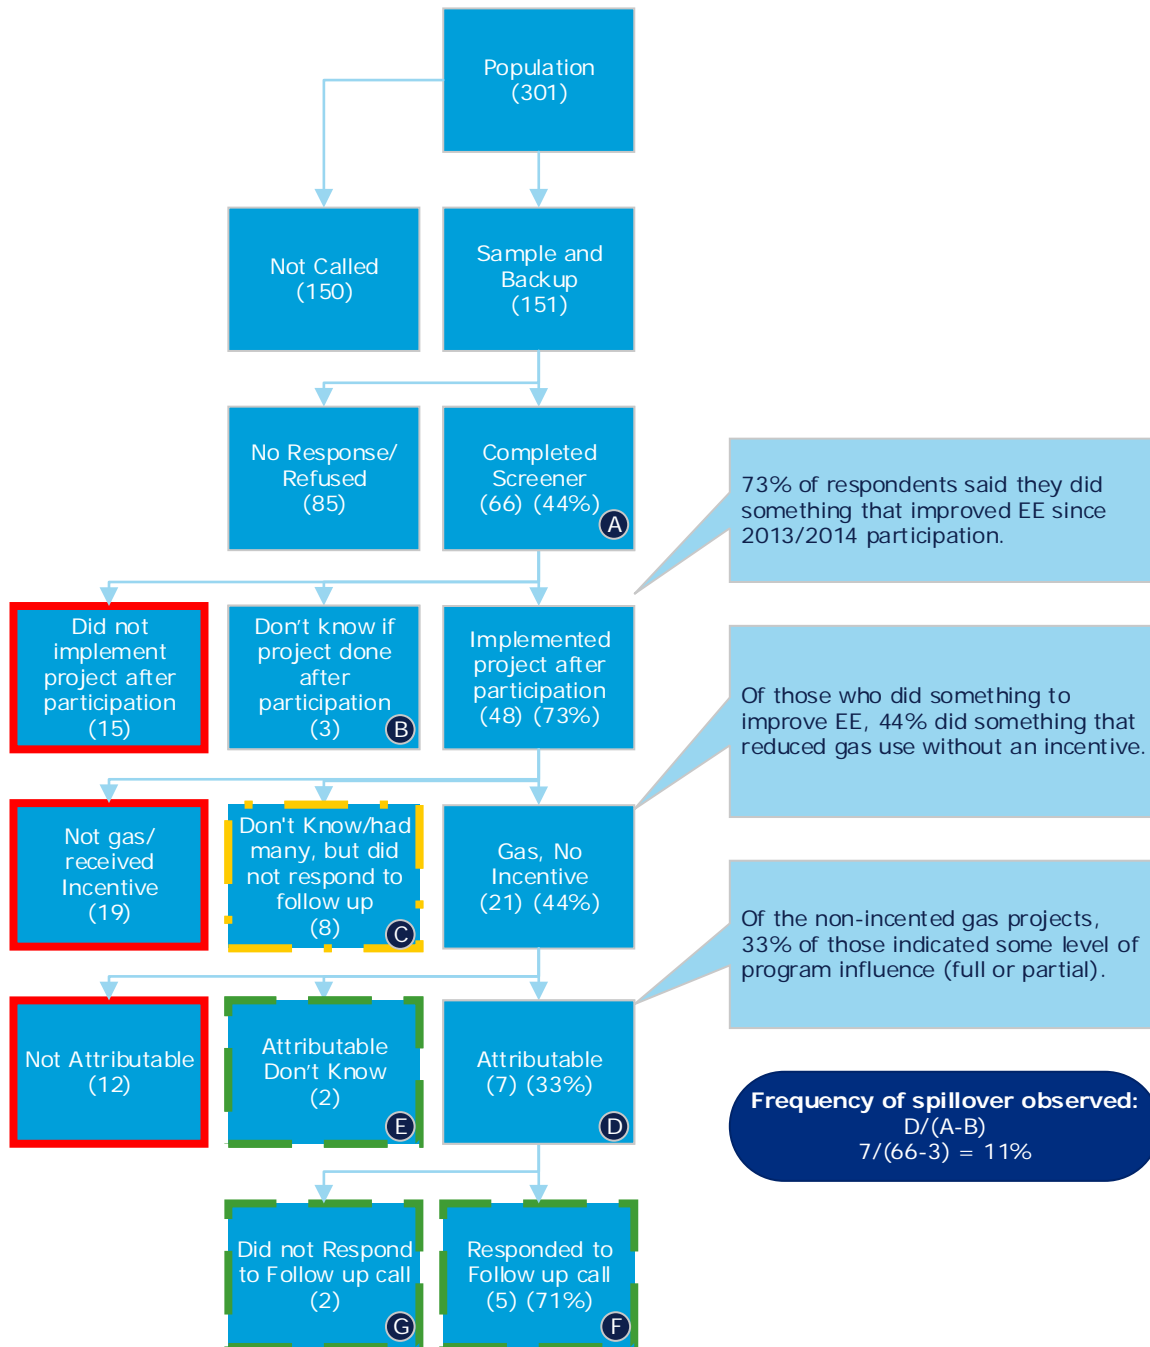 Population
(301)
Not Called
(150)
Sample and
Backup
(151)
No Response/
Refused
(85)
Completed
Screener
(66) (44%)
A
73% of respondents said they did
something that improved EE since
2013/2014 participation.
Did not
implement
project after
participation
(15)
Don't know if
project done
after
participation
(3)
B
Implemented
project after
participation
(48) (73%)
Of those who did something to
improve EE, 44% did something that
reduced gas use without an incentive.
Not gas/
received
Incentive
(19)
Don't Know/had
many, but did
not respond to
follow up
(8)
C
Gas, No
Incentive
(21) (44%)
Of the non-incented gas projects,
33% of those indicated some level of
program influence (full or partial).
Not Attributable
(12)
Attributable
Don't Know
(2)
E
Attributable
(7) (33%)
D
Frequency of spillover observed:
D/(A-B)
7/(66-3) = 11%
Did not Respond
to Follow up call
(2)
G
Responded to
Follow up call
(5) (71%)
F